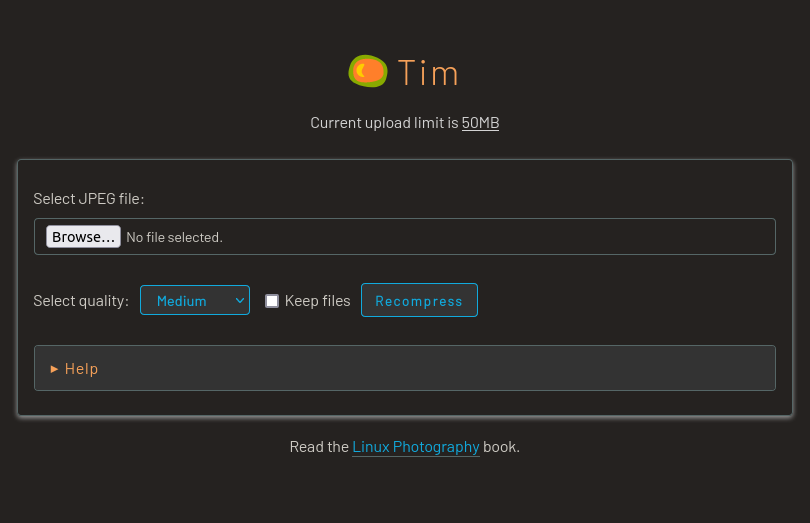 Tim
Current upload limit is 50MB
Select JPEG file:
Browse... No file selected.
Select quality: Medium Keep files Recompress
Help
Read the Linux Photography book.